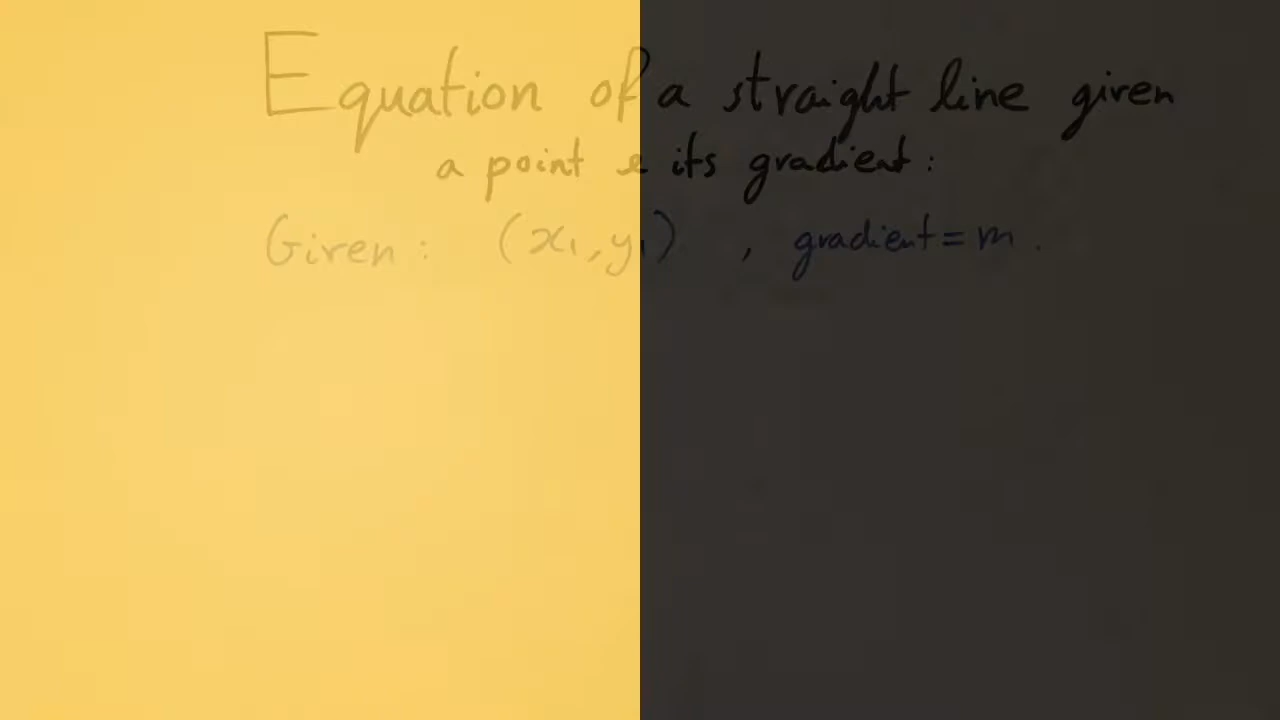 Equation of a straight line given
a point & its gradient:
Given: (x₁, y₁) , gradient = m.